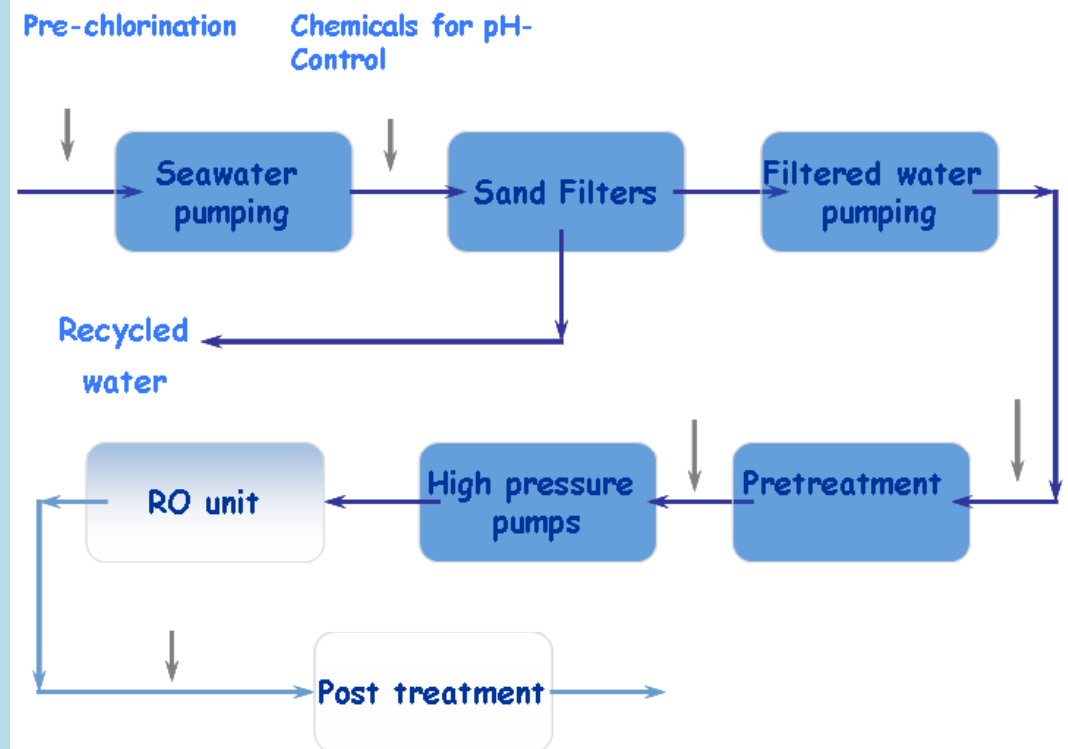 Pre-chlorination
Chemicals for pH-
Control
Seawater
pumping
Sand Filters
Filtered water
pumping
Recycled
water
RO unit
High pressure
pumps
Pretreatment
Post treatment